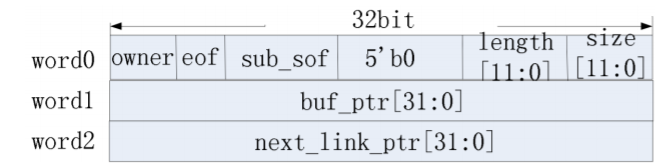 32bit
word0 owner eof sub_sof 5'b0 length [11:0] size [11:0]
word1 buf_ptr[31:0]
word2 next_link_ptr[31:0]